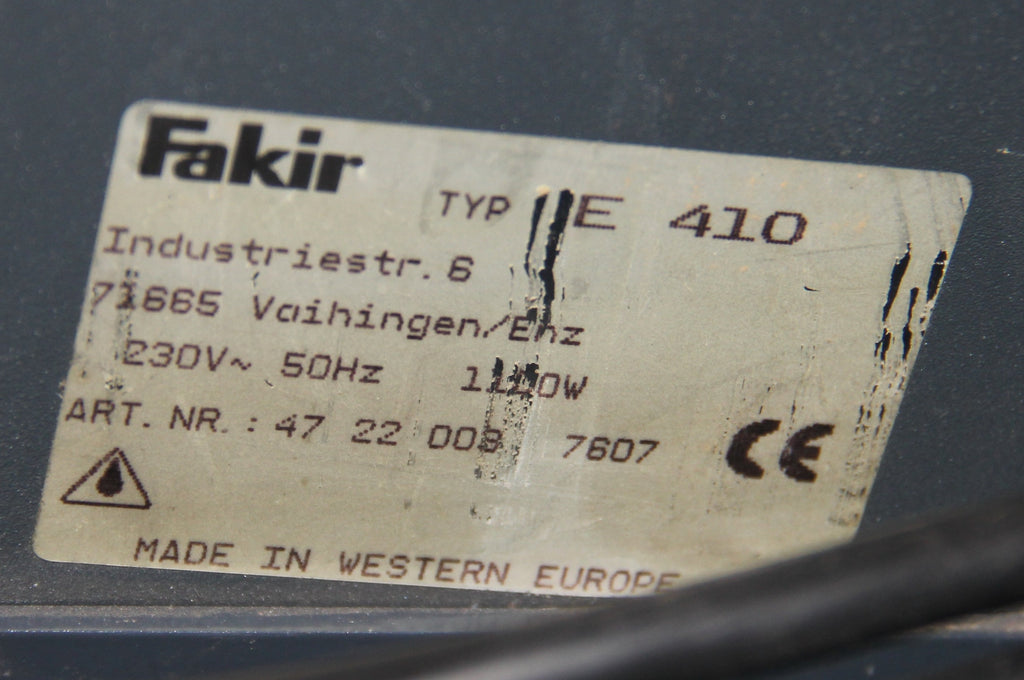 Fakir
TYP E 410
Industriestr. 6
71665 Vaihingen/Enz
230V~ 50Hz
ART. NR. : 47 22 003 7607
CE
MADE IN WESTERN EUROPE